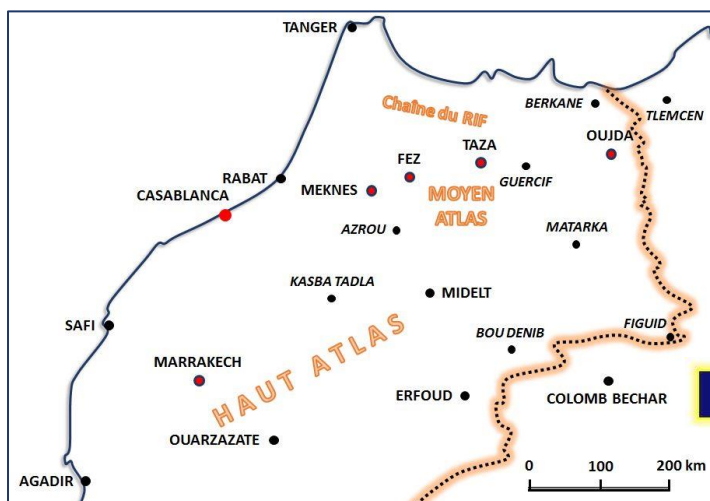 TANGER
Chaîne du RIF
BERKANE
TLEMCEN
OUJDA
TAZA
FEZ
GUERCIF
RABAT
MEKNES
CASABLANCA
MOYEN
ATLAS
AZROU
MATARKA
KASBA TADLA
MIDELT
SAFI
FIGUID
BOU DENIB
HAUT ATLAS
MARRAKECH
ERFOUD
COLOMB BECHAR
OUARZAZATE
AGADIR
0 100 200 km